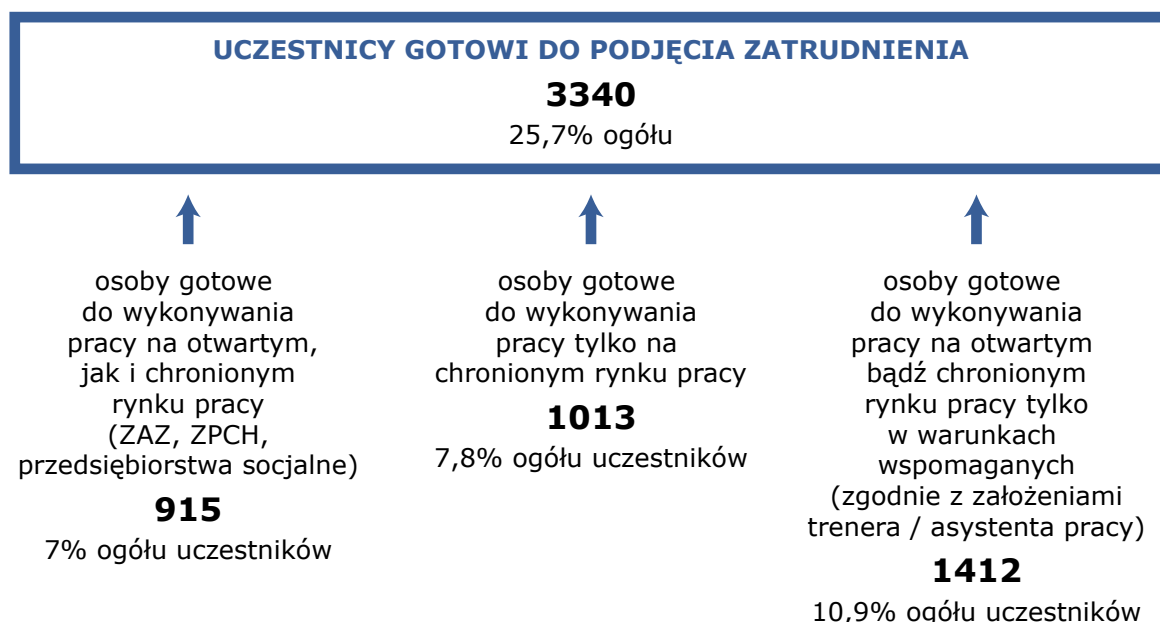 UCZESTNICY GOTOWI DO PODJĘCIA ZATRUDNIENIA
3340
25,7% ogółu
osoby gotowe
do wykonywania
pracy na otwartym,
jak i chronionym
rynku pracy
(ZAZ, ZPCH,
przedsiębiorstwa socjalne)
915
7% ogółu uczestników
osoby gotowe
do wykonywania
pracy tylko na
chronionym rynku pracy
1013
7,8% ogółu uczestników
osoby gotowe
do wykonywania
pracy na otwartym
bądź chronionym
rynku pracy tylko
w warunkach
wspomaganych
(zgodnie z założeniami
trenera / asystenta pracy)
1412
10,9% ogółu uczestników